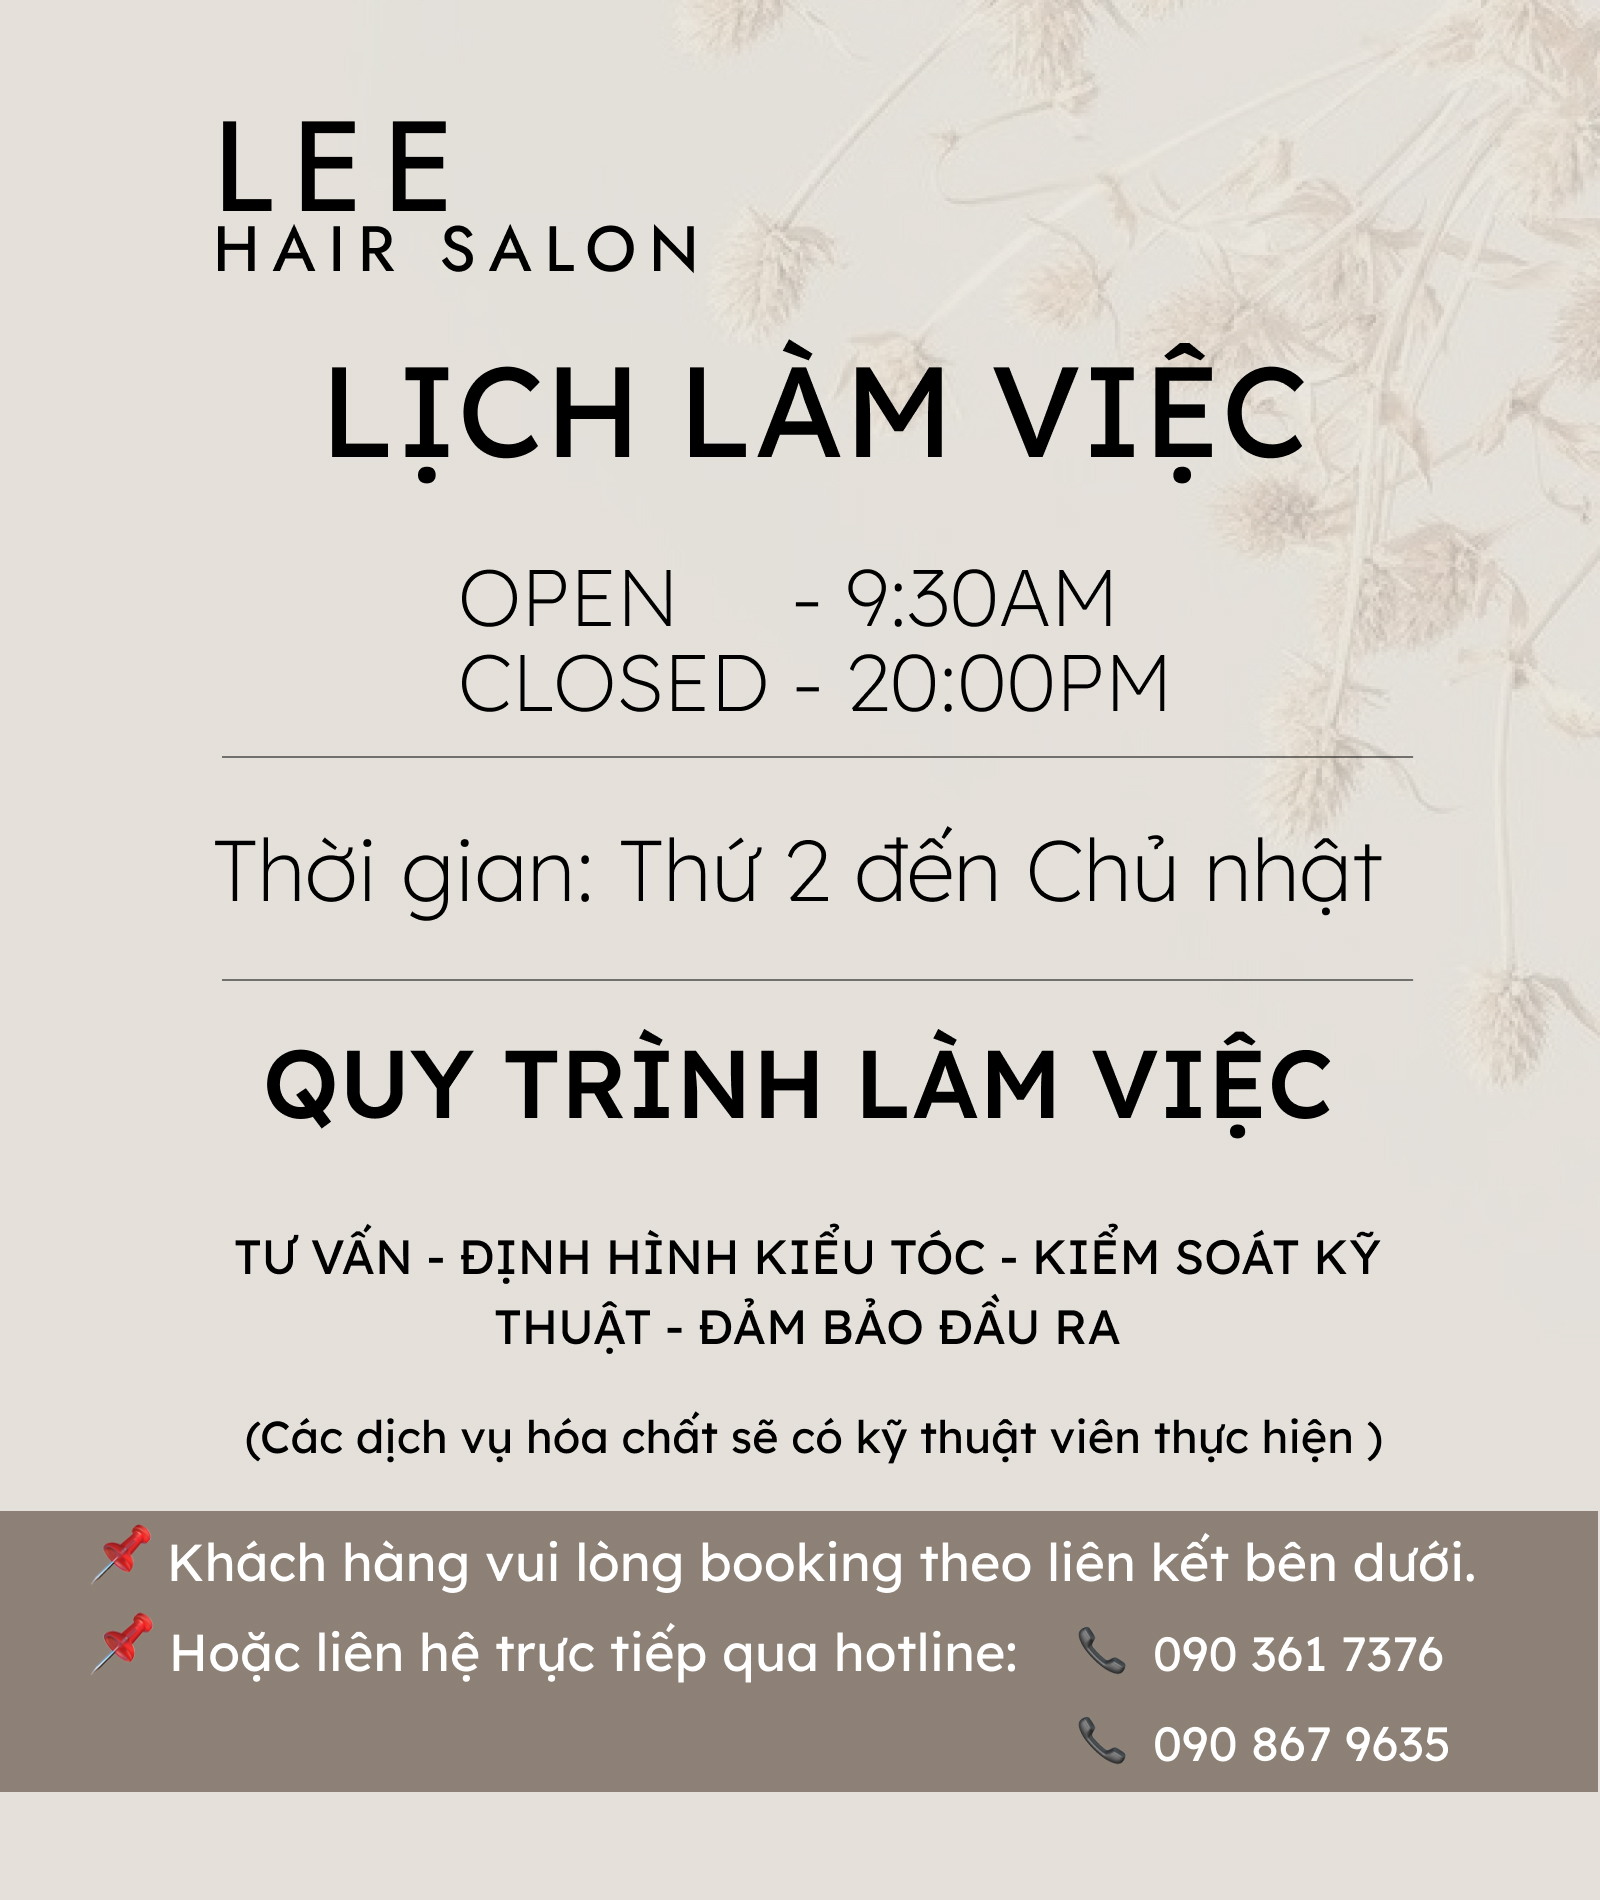 LEE
HAIR SALON
LỊCH LÀM VIỆC
OPEN - 9:30AM
CLOSED - 20:00PM
Thời gian: Thứ 2 đến Chủ nhật
QUY TRÌNH LÀM VIỆC
TƯ VẤN - ĐỊNH HÌNH KIỂU TÓC - KIỂM SOÁT KỸ
THUẬT - ĐẢM BẢO ĐẦU RA
(Các dịch vụ hóa chất sẽ có kỹ thuật viên thực hiện )
📌 Khách hàng vui lòng booking theo liên kết bên dưới.
📌 Hoặc liên hệ trực tiếp qua hotline: 📞 090 361 7376
📞 090 867 9635